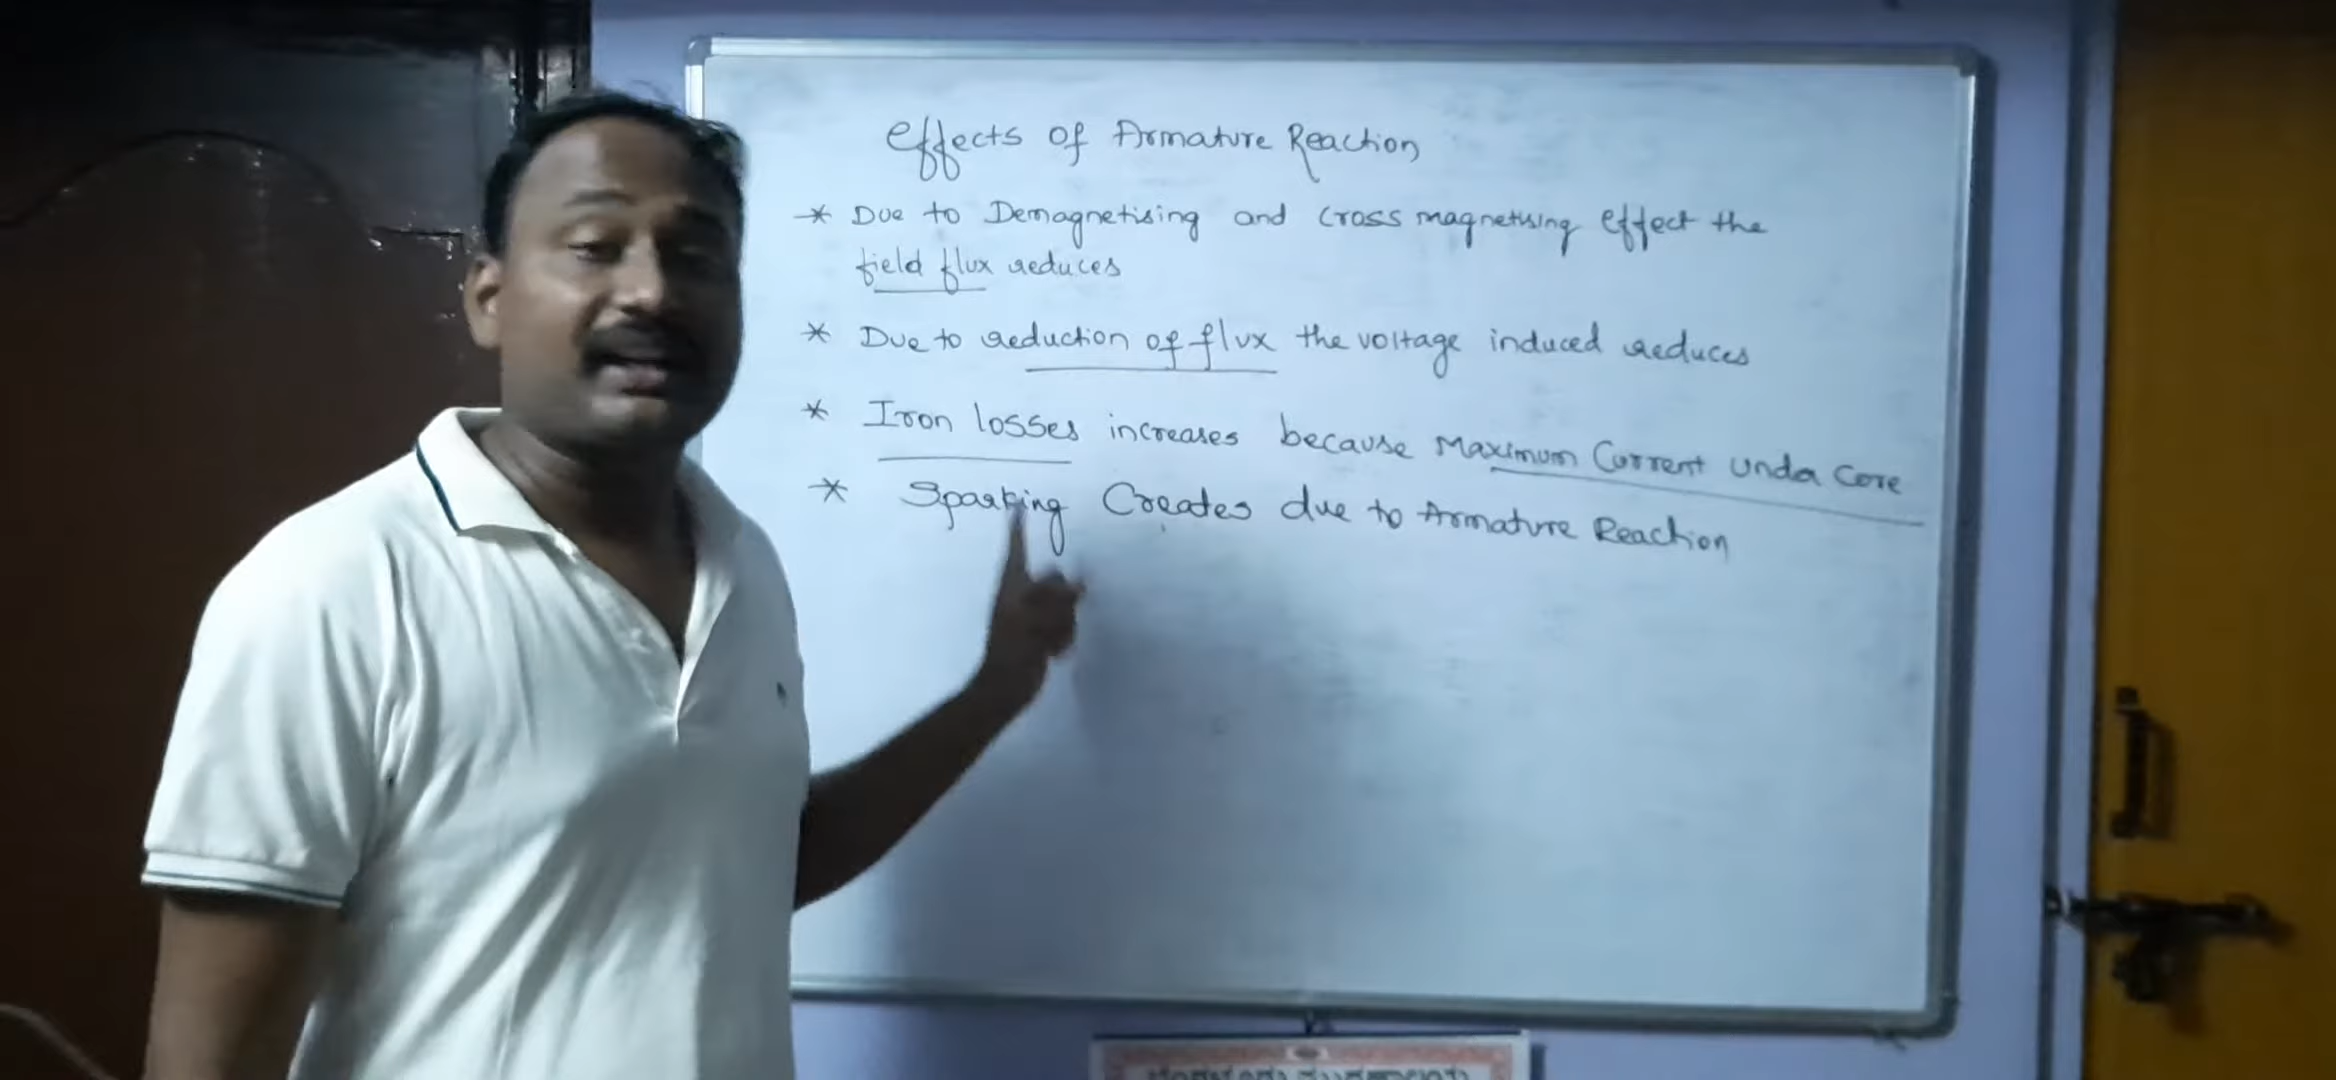 Effects of Armature Reaction
* Due to Demagnetising and cross magnetising effect the
field flux reduces
* Due to reduction of flux the voltage induced reduces
* Iron losses increases because Maximum Current Unda Core
* Sparking Creates due to Armature Reaction